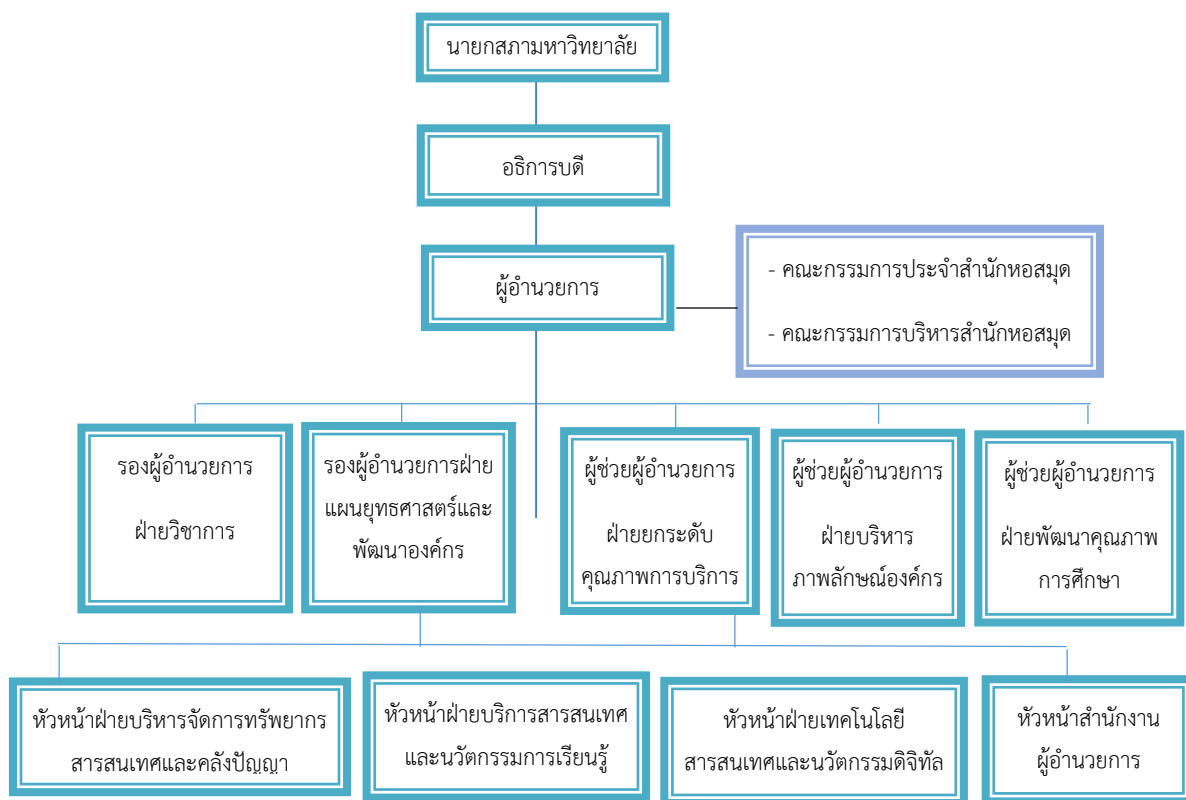 นายกสภามหาวิทยาลัย
อธิการบดี
ผู้อำนวยการ
- คณะกรรมการประจำสำนักหอสมุด
- คณะกรรมการบริหารสำนักหอสมุด
รองผู้อำนวยการ
ฝ่ายวิชาการ
รองผู้อำนวยการฝ่าย
แผนยุทธศาสตร์และ
พัฒนาองค์กร
ผู้ช่วยผู้อำนวยการ
ฝ่ายยกระดับ
คุณภาพการบริการ
ผู้ช่วยผู้อำนวยการ
ฝ่ายบริหาร
ภาพลักษณ์องค์กร
ผู้ช่วยผู้อำนวยการ
ฝ่ายพัฒนาคุณภาพ
การศึกษา
หัวหน้าฝ่ายบริหารจัดการทรัพยากร
สารสนเทศและคลังปัญญา
หัวหน้าฝ่ายบริการสารสนเทศ
และนวัตกรรมการเรียนรู้
หัวหน้าฝ่ายเทคโนโลยี
สารสนเทศและนวัตกรรมดิจิทัล
หัวหน้าสำนักงาน
ผู้อำนวยการ